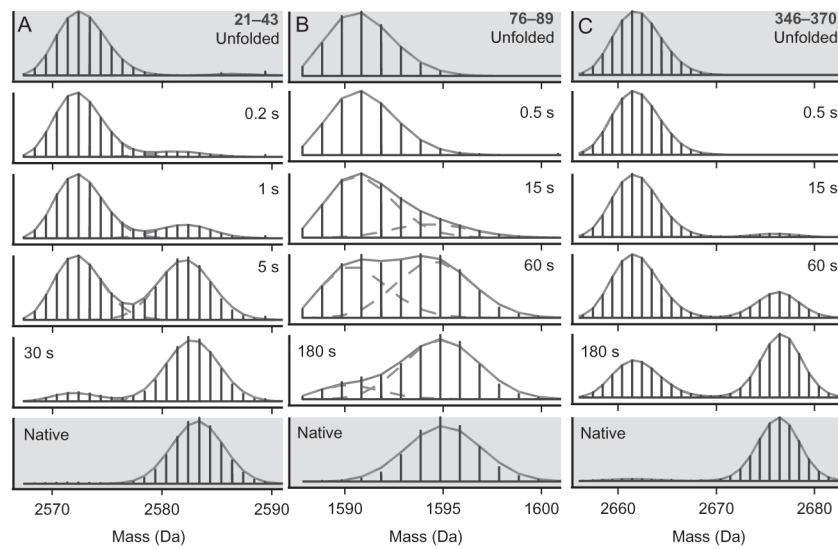 A
21–43
Unfolded
0.2 s
1 s
5 s
30 s
Native
2570 2580 2590
Mass (Da)
B
76–89
Unfolded
0.5 s
15 s
60 s
180 s
Native
1590 1595 1600
Mass (Da)
C
346–370
Unfolded
0.5 s
15 s
60 s
180 s
Native
2660 2670 2680
Mass (Da)